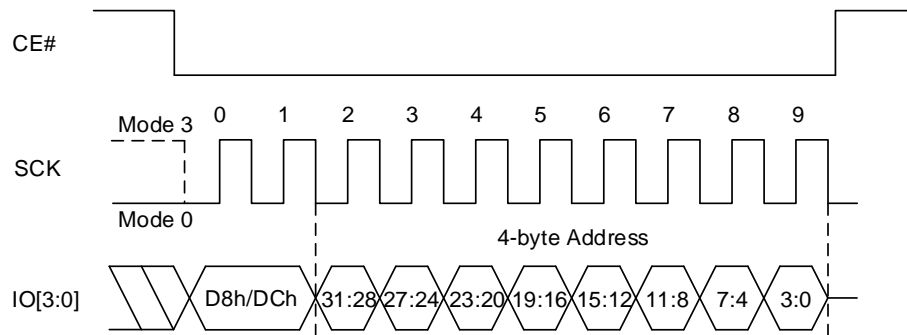 CE#
0 1 2 3 4 5 6 7 8 9
Mode 3
SCK
Mode 0
4-byte Address
IO[3:0] D8h/DCh 31:28 27:24 23:20 19:16 15:12 11:8 7:4 3:0